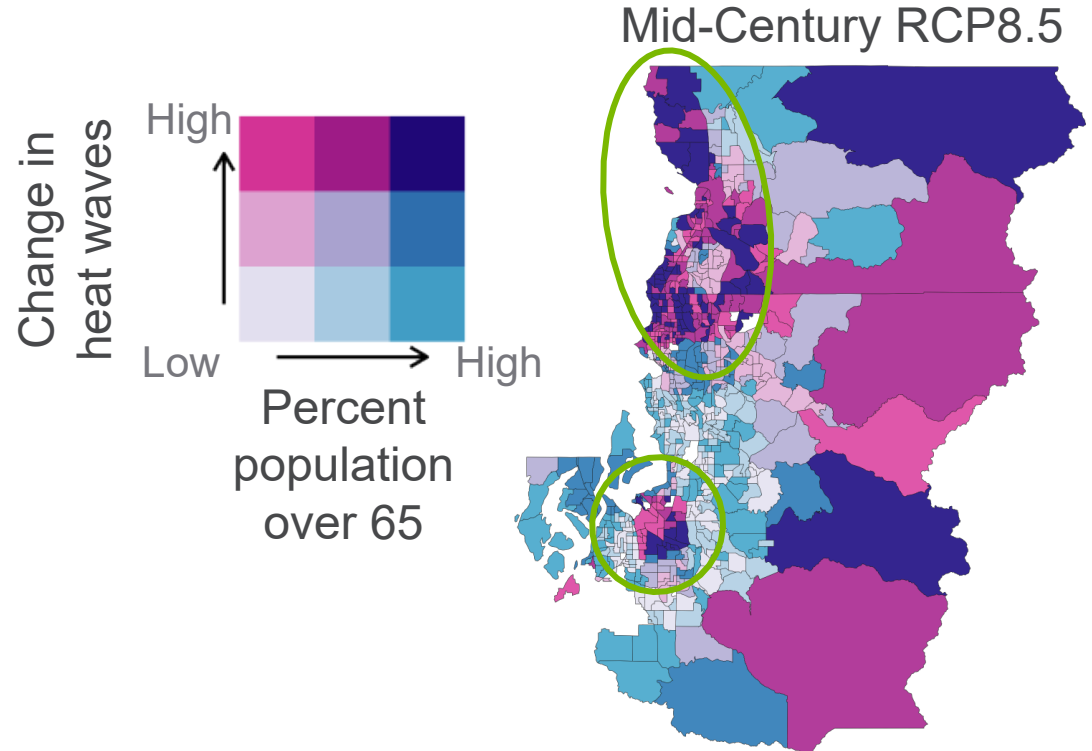 Mid-Century RCP8.5
High
Change in
heat waves
Low
High
Percent
population
over 65